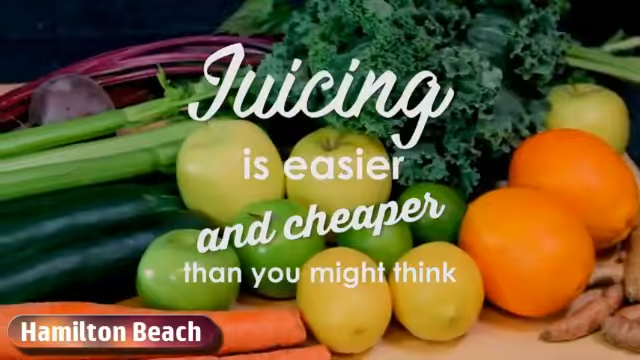 Juicing
is easier
and cheaper
than you might think
Hamilton Beach